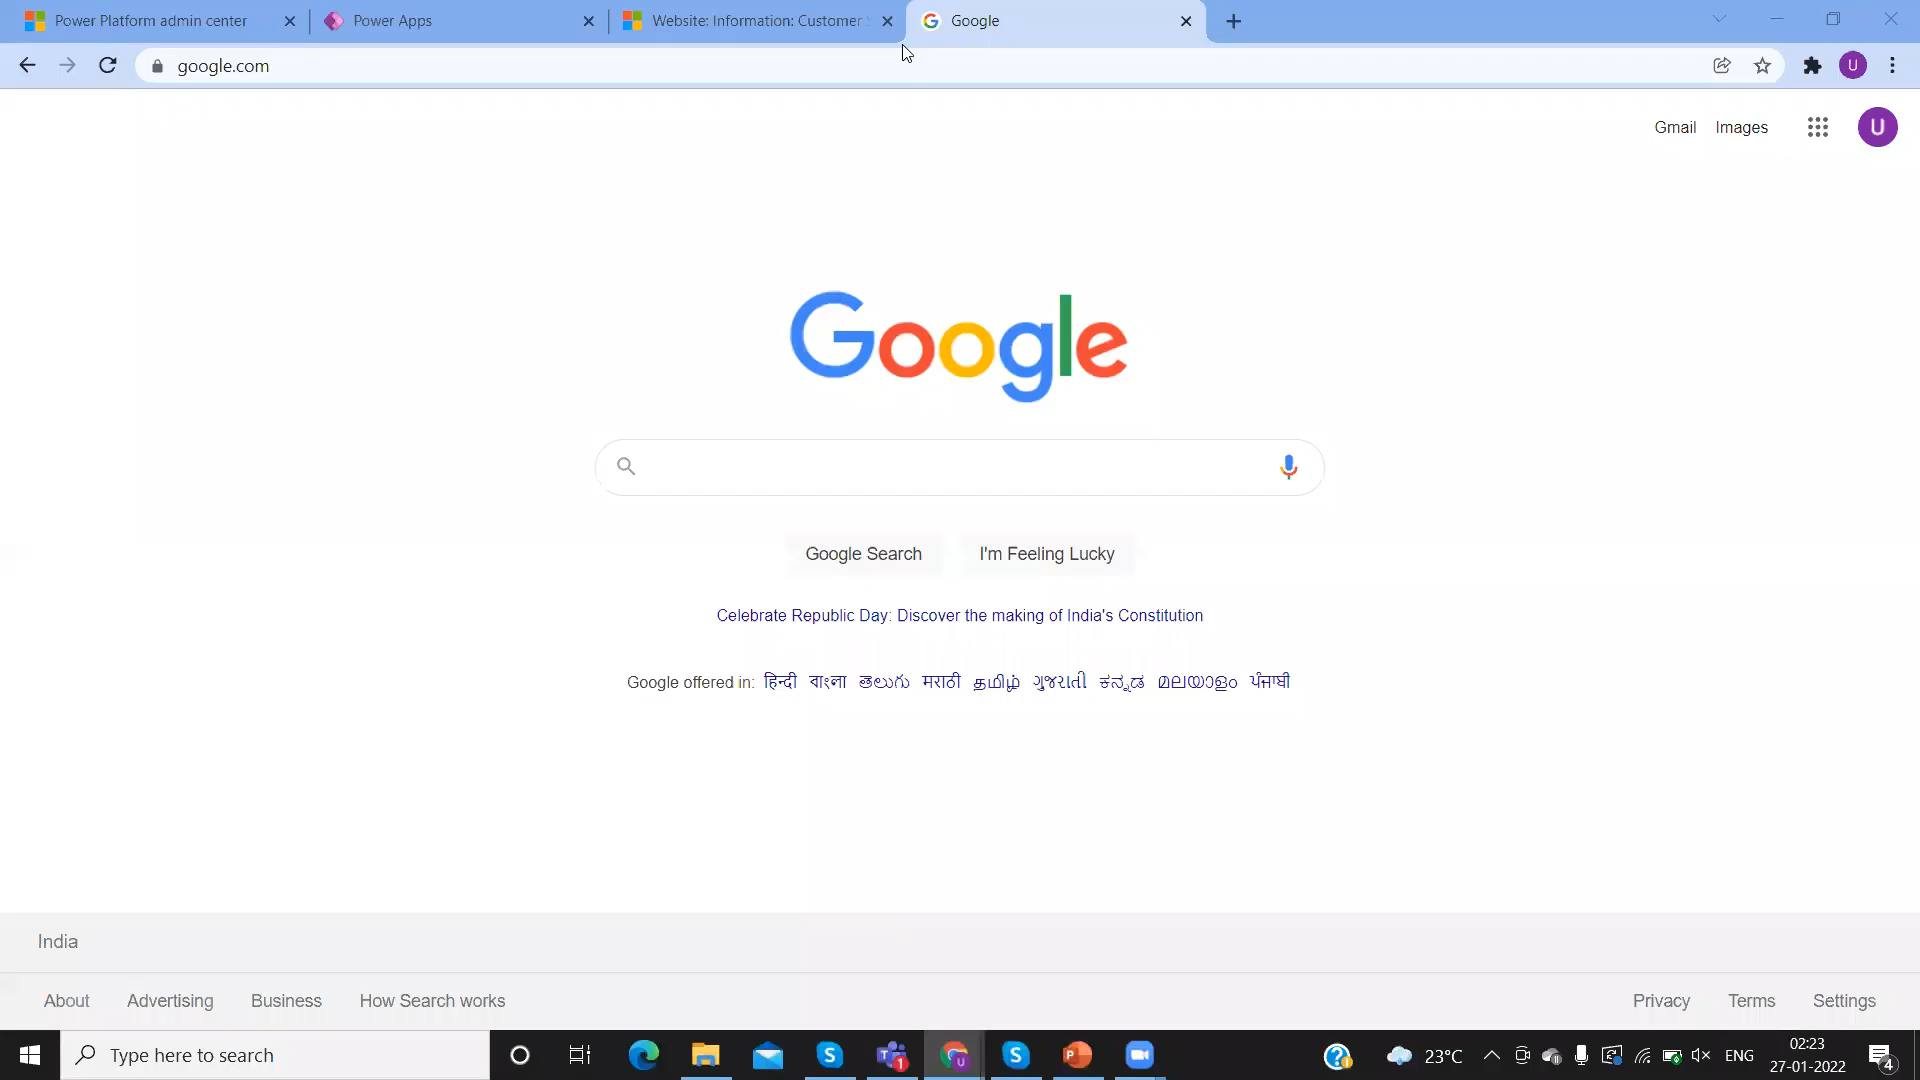 Power Platform admin center Power Apps Website: Information: Customer Google
google.com U
Gmail Images U
Google
Google Search I'm Feeling Lucky
Celebrate Republic Day: Discover the making of India's Constitution
Google offered in: हिन्दी বাংলা తెలుగు मराठी தமிழ் ગુજરાતી ಕನ್ನಡ മലയാളം ਪੰਜਾਬੀ
India
About Advertising Business How Search works Privacy Terms Settings
Type here to search 1 U 23°C ENG 02:23
27-01-2022 4